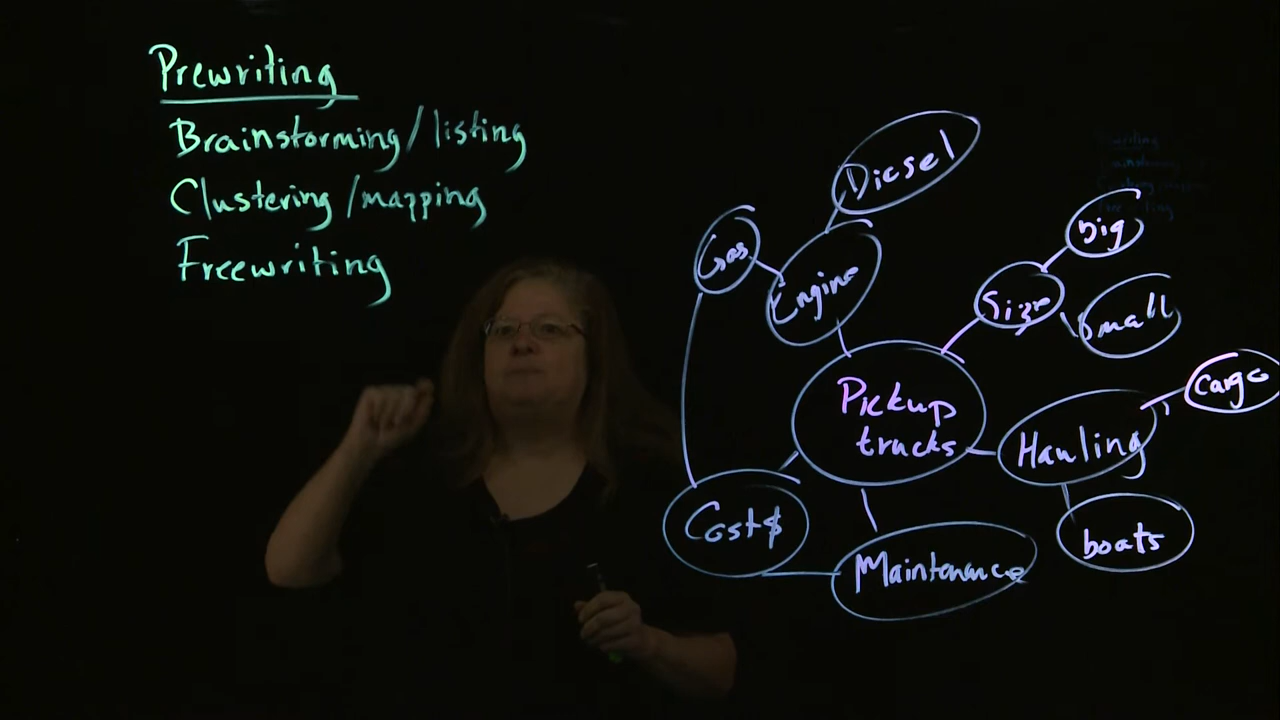 Prewriting
Brainstorming/listing
Clustering/mapping
Freewriting
Diesel
Gas
Engine
Big
Size
Small
Cargo
Pickup
trucks
Hauling
Cost$
boats
Maintenance